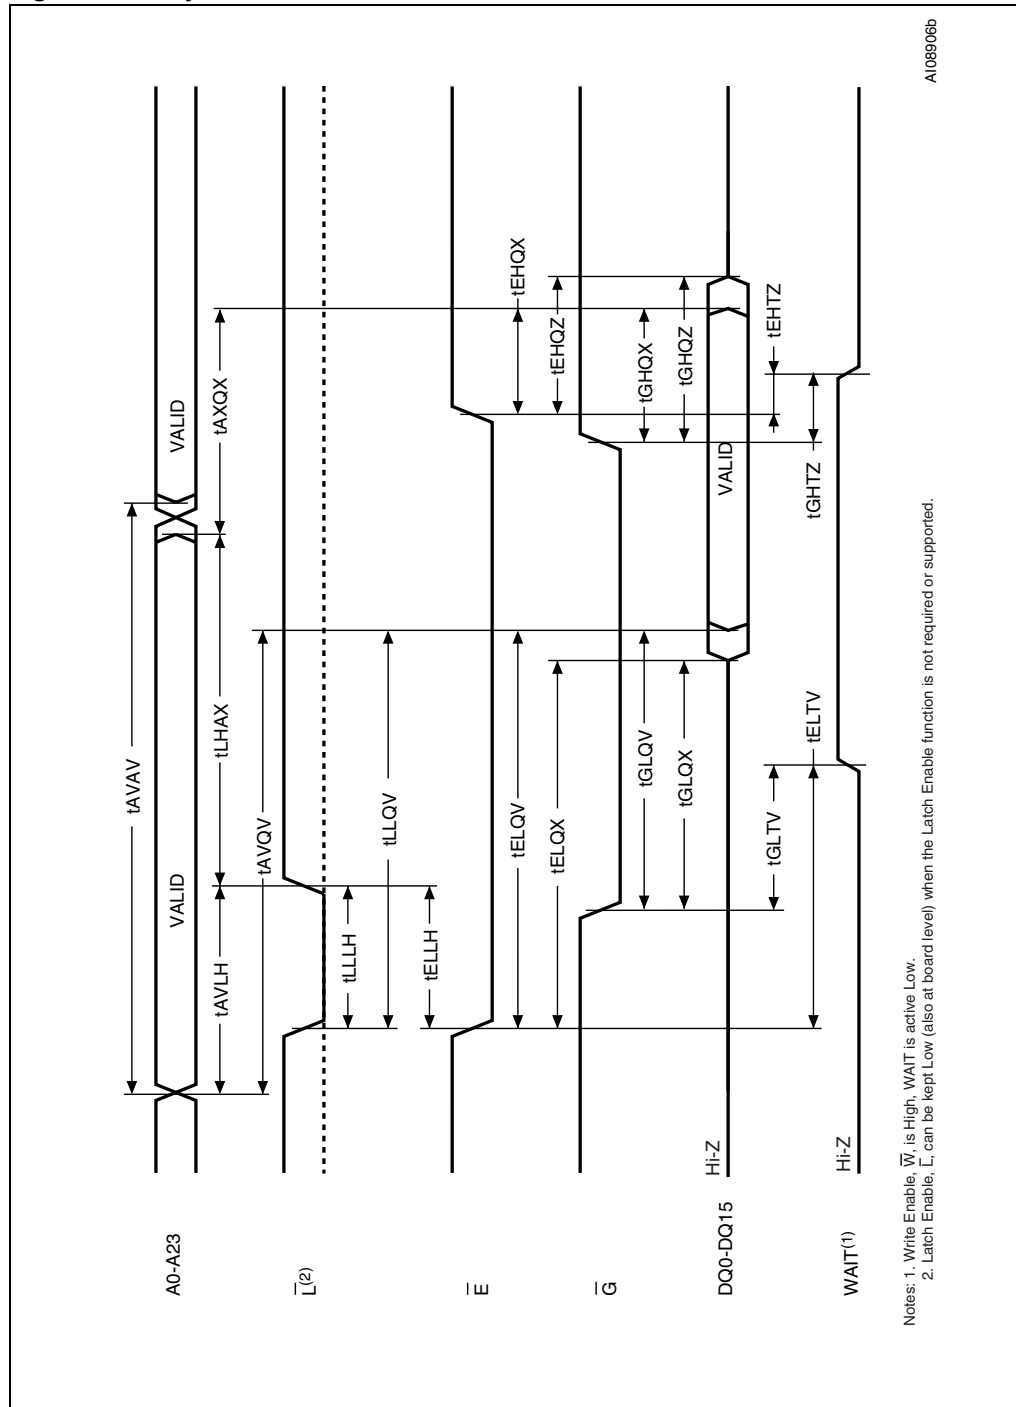 AI08906b
A0-A23
VALID
VALID
tAVAV
tAVLH
tLHAX
tAXQX
tAVQV
L(2)
tLLLH
tLLQV
tELLH
E
tELQV
tEHQX
tELQX
tEHQZ
G
tGLQV
tGHQX
tGLQX
tGHQZ
DQ0-DQ15
Hi-Z
VALID
tGLTV
tEHTZ
tELTV
tGHTZ
WAIT(1)
Hi-Z
Notes: 1. Write Enable, W̅, is High, WAIT is active Low.
2. Latch Enable, L̅, can be kept Low (also at board level) when the Latch Enable function is not required or supported.